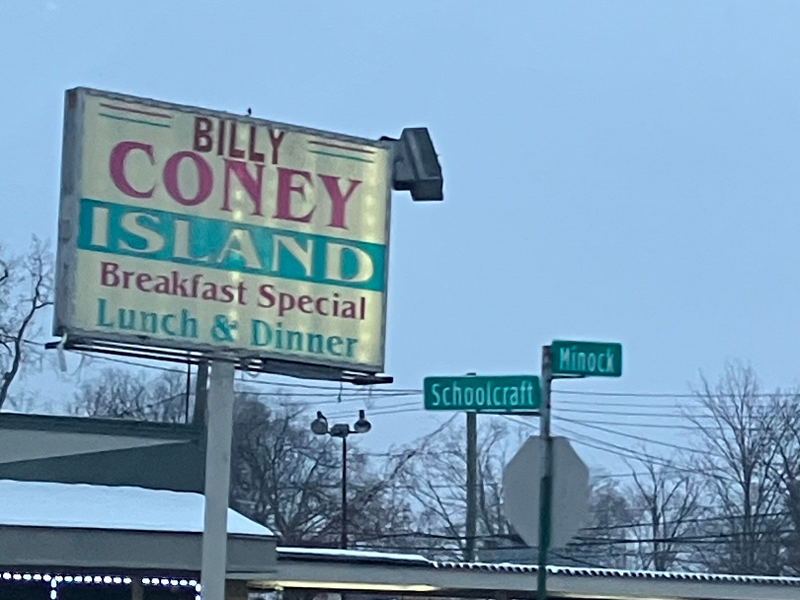 BILLY
CONEY
ISLAND
Breakfast Special
Lunch & Dinner
Minock
Schoolcraft